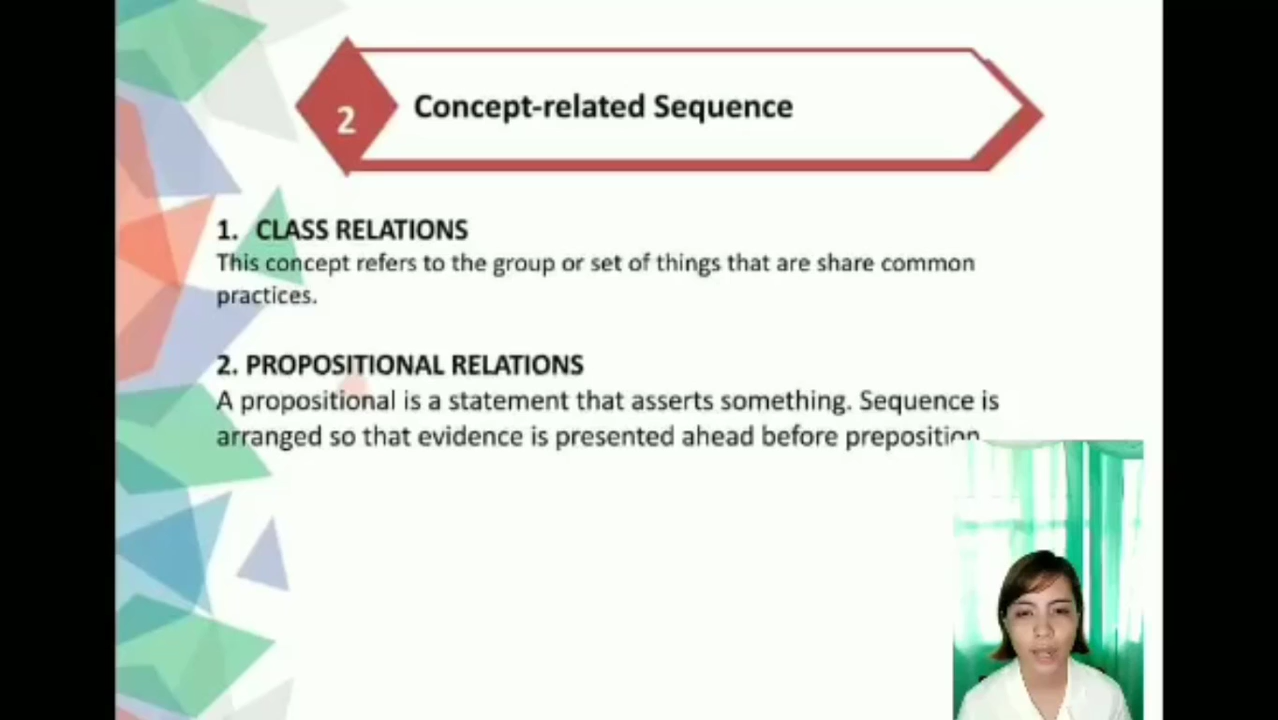 2
Concept-related Sequence
1. CLASS RELATIONS
This concept refers to the group or set of things that are share common
practices.
2. PROPOSITIONAL RELATIONS
A propositional is a statement that asserts something. Sequence is
arranged so that evidence is presented ahead before preposition